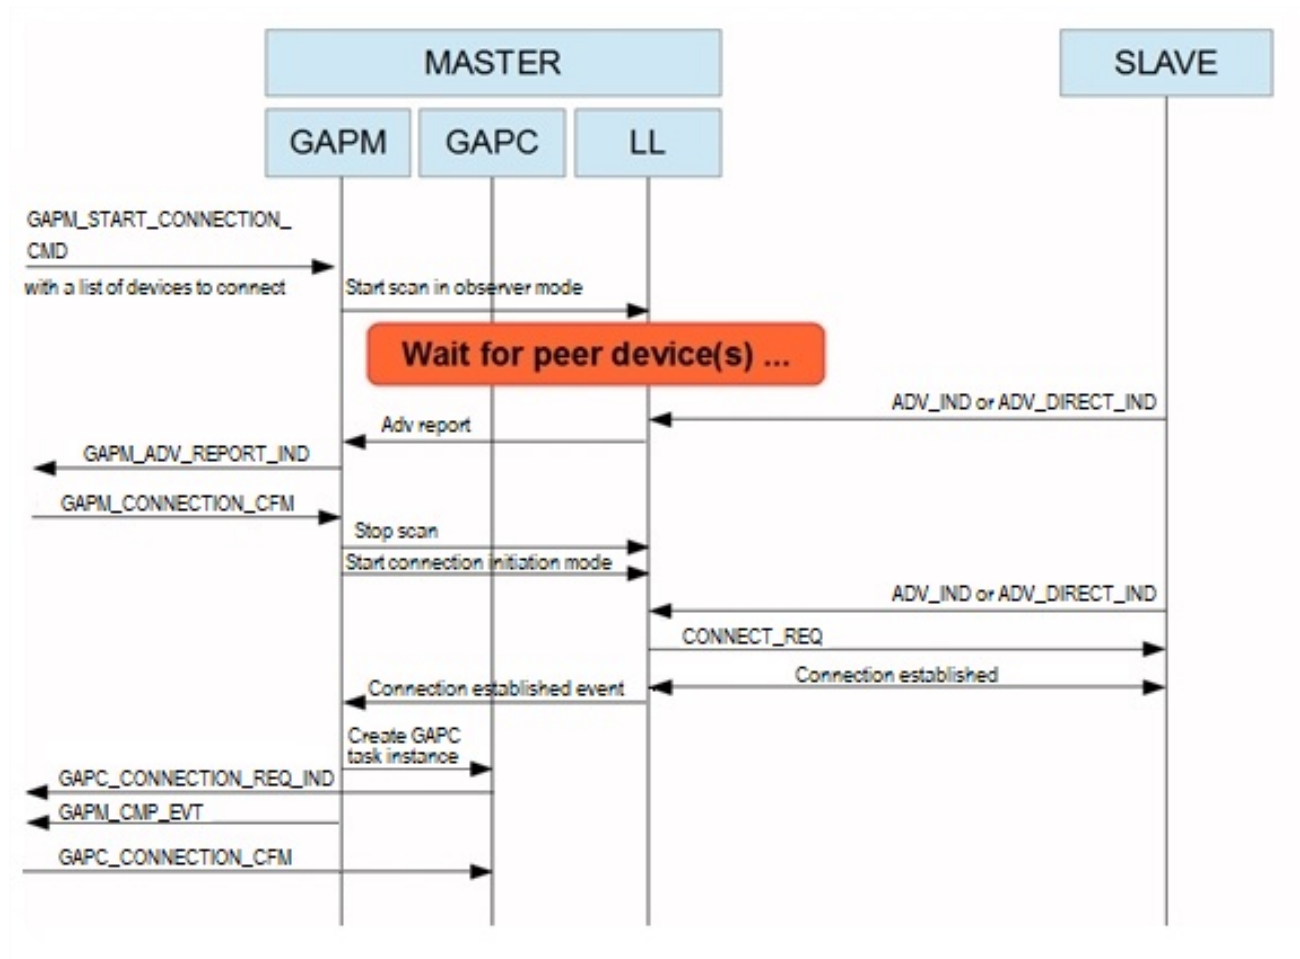 MASTER
SLAVE
GAPM
GAPC
LL
GAPM_START_CONNECTION_
CMD
with a list of devices to connect
Start scan in observer mode
Wait for peer device(s) ...
ADV_IND or ADV_DIRECT_IND
Adv report
GAPM_ADV_REPORT_IND
GAPM_CONNECTION_CFM
Stop scan
Start connection initiation mode
ADV_IND or ADV_DIRECT_IND
CONNECT_REQ
Connection established
Connection established event
Create GAPC
task instance
GAPC_CONNECTION_REQ_IND
GAPM_CMP_EVT
GAPC_CONNECTION_CFM